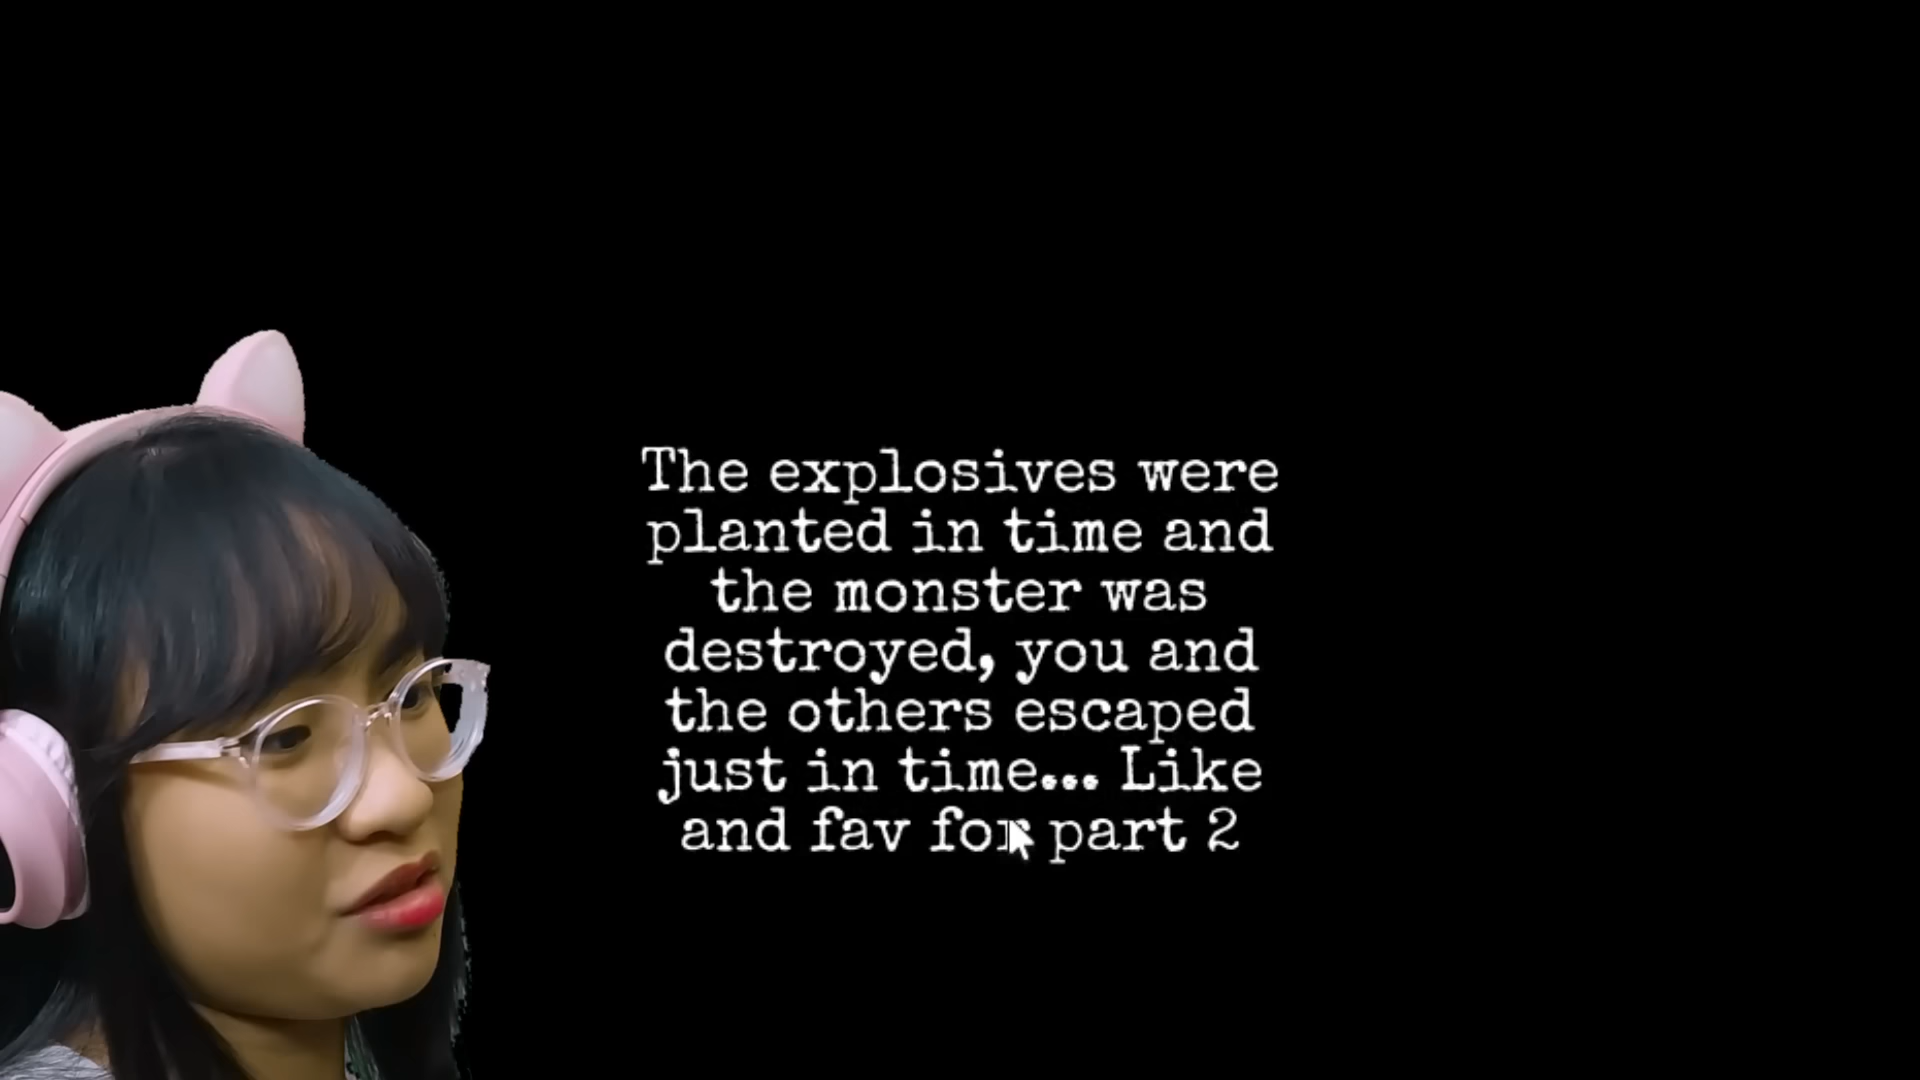 The explosives were
planted in time and
the monster was
destroyed, you and
the others escaped
just in time... Like
and fav for part 2